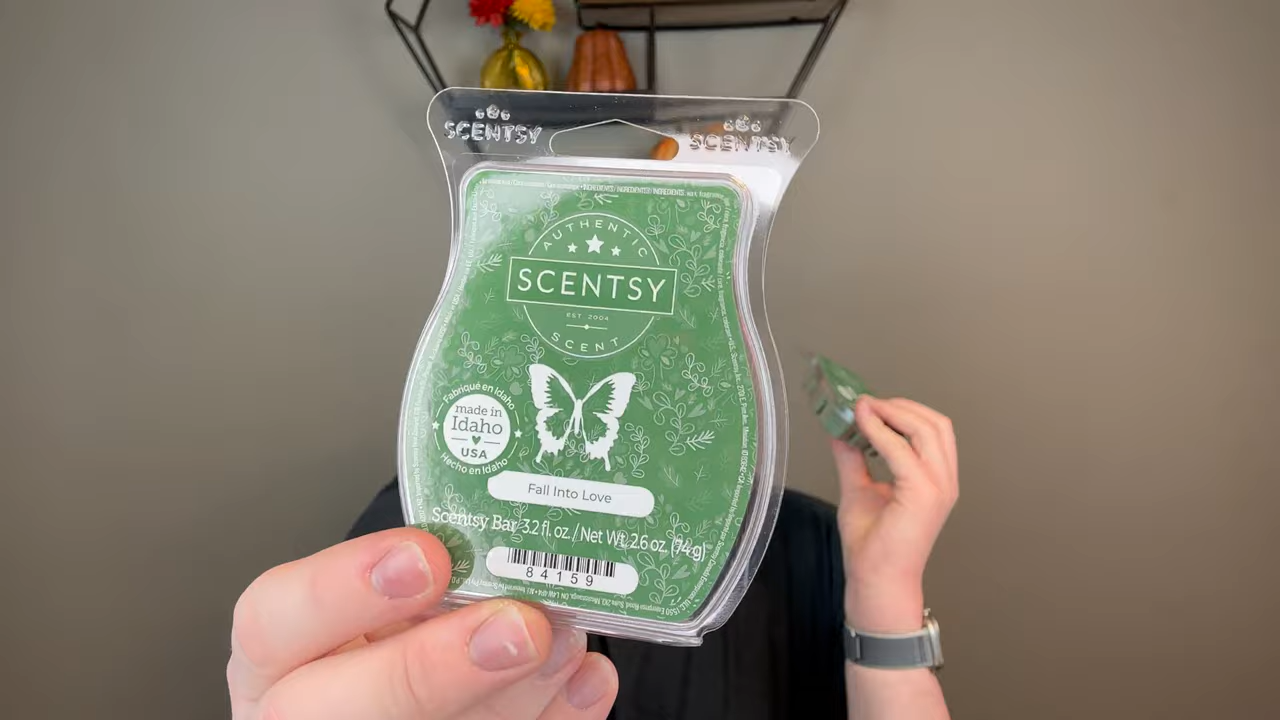 SCENTSY
SCENTSY
AUTHENTIC
SCENTSY
EST. 2004
SCENT
Fabriqué en Idaho
made in
Idaho
USA
Hecho en Idaho
Fall Into Love
Scentsy Bar 3.2 fl. oz. / Net Wt. 2.6 oz. (74 g)
84159